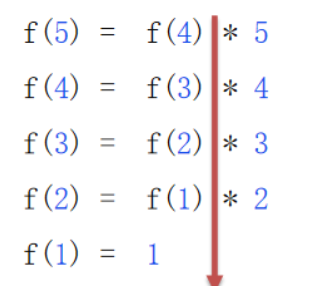 f(5) = f(4) * 5
f(4) = f(3) * 4
f(3) = f(2) * 3
f(2) = f(1) * 2
f(1) = 1